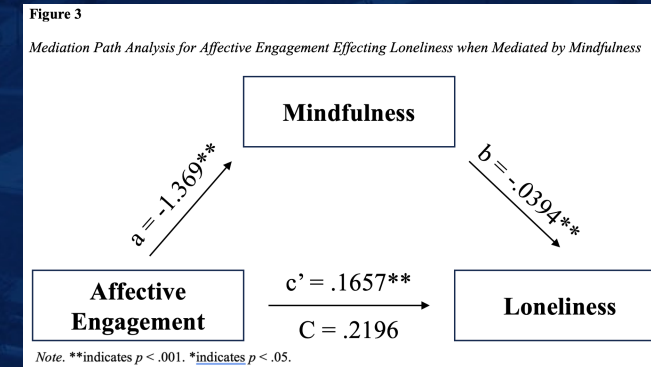 Figure 3
Mediation Path Analysis for Affective Engagement Effecting Loneliness when Mediated by Mindfulness
Mindfulness
a = -1.369**
b = -.0394**
Affective
Engagement
c’ = .1657**
C = .2196
Loneliness
Note. **indicates p < .001. *indicates p < .05.